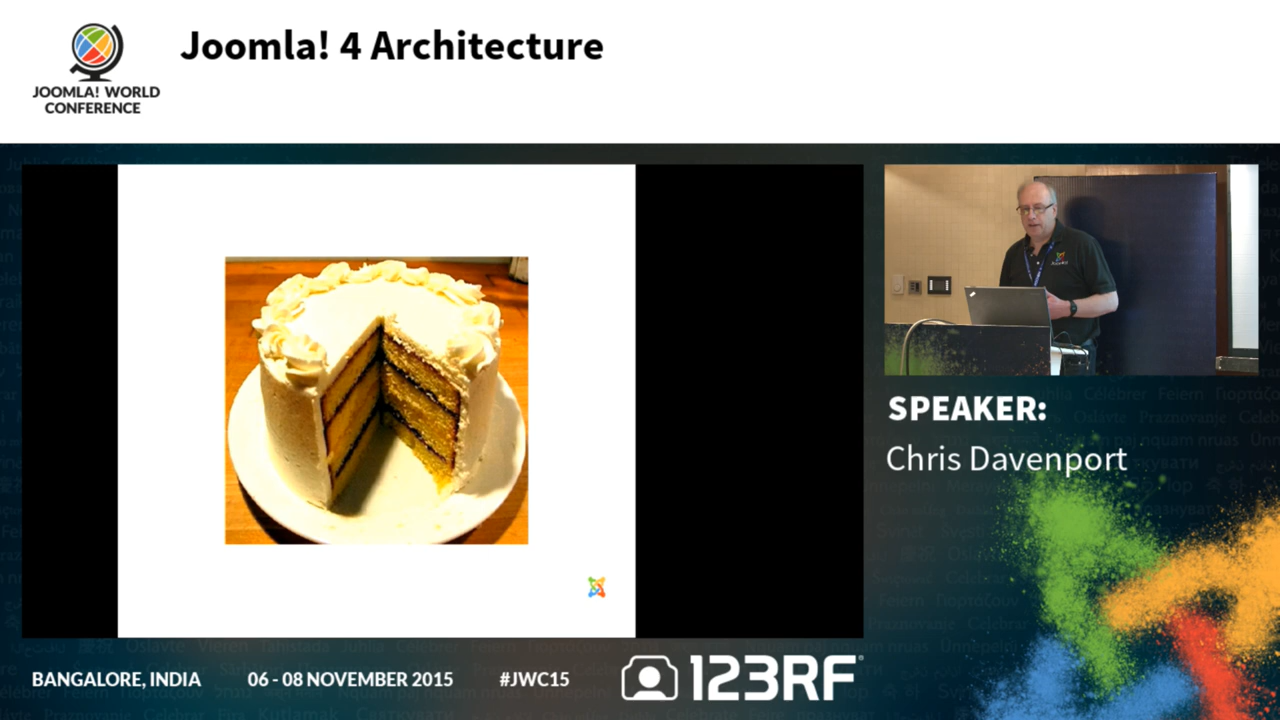 Joomla! 4 Architecture
JOOMLA! WORLD
CONFERENCE
SPEAKER:
Chris Davenport
BANGALORE, INDIA
06 - 08 NOVEMBER 2015
#JWC15
123RF